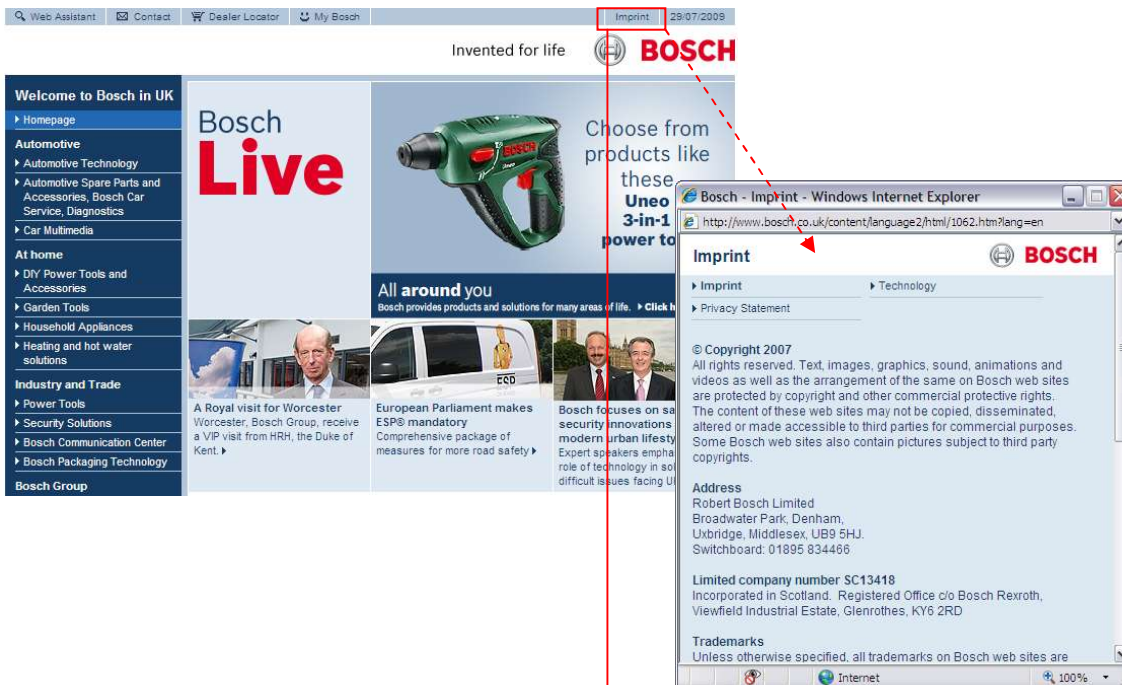 Web Assistant
Contact
Dealer Locator
My Bosch
Imprint
29/07/2009
Invented for life
BOSCH
Welcome to Bosch in UK
Homepage
Automotive
Automotive Technology
Automotive Spare Parts and
Accessories, Bosch Car
Service, Diagnostics
Car Multimedia
At home
DIY Power Tools and
Accessories
Garden Tools
Household Appliances
Heating and hot water
solutions
Industry and Trade
Power Tools
Security Solutions
Bosch Communication Center
Bosch Packaging Technology
Bosch Group
Bosch
Live
BOSCH
Uneo
Choose from
products like
these
Uneo
3-in-1
power to
All around you
Bosch provides products and solutions for many areas of life. Click h
A Royal visit for Worcester
Worcester, Bosch Group, receive
a VIP visit from HRH, the Duke of
Kent.
ESP
European Parliament makes
ESP® mandatory
Comprehensive package of
measures for more road safety
Bosch focuses on sa
security innovations
modern urban lifesty
Expert speakers empha
role of technology in sol
difficult issues facing U
Bosch - Imprint - Windows Internet Explorer
http://www.bosch.co.uk/content/language2/html/1062.htm?lang=en
Imprint
BOSCH
Imprint
Technology
Privacy Statement
© Copyright 2007
All rights reserved. Text, images, graphics, sound, animations and
videos as well as the arrangement of the same on Bosch web sites
are protected by copyright and other commercial protective rights.
The content of these web sites may not be copied, disseminated,
altered or made accessible to third parties for commercial purposes.
Some Bosch web sites also contain pictures subject to third party
copyrights.
Address
Robert Bosch Limited
Broadwater Park, Denham,
Uxbridge, Middlesex, UB9 5HJ.
Switchboard: 01895 834466
Limited company number SC13418
Incorporated in Scotland. Registered Office c/o Bosch Rexroth,
Viewfield Industrial Estate, Glenrothes, KY6 2RD
Trademarks
Unless otherwise specified, all trademarks on Bosch web sites are
Internet
100%